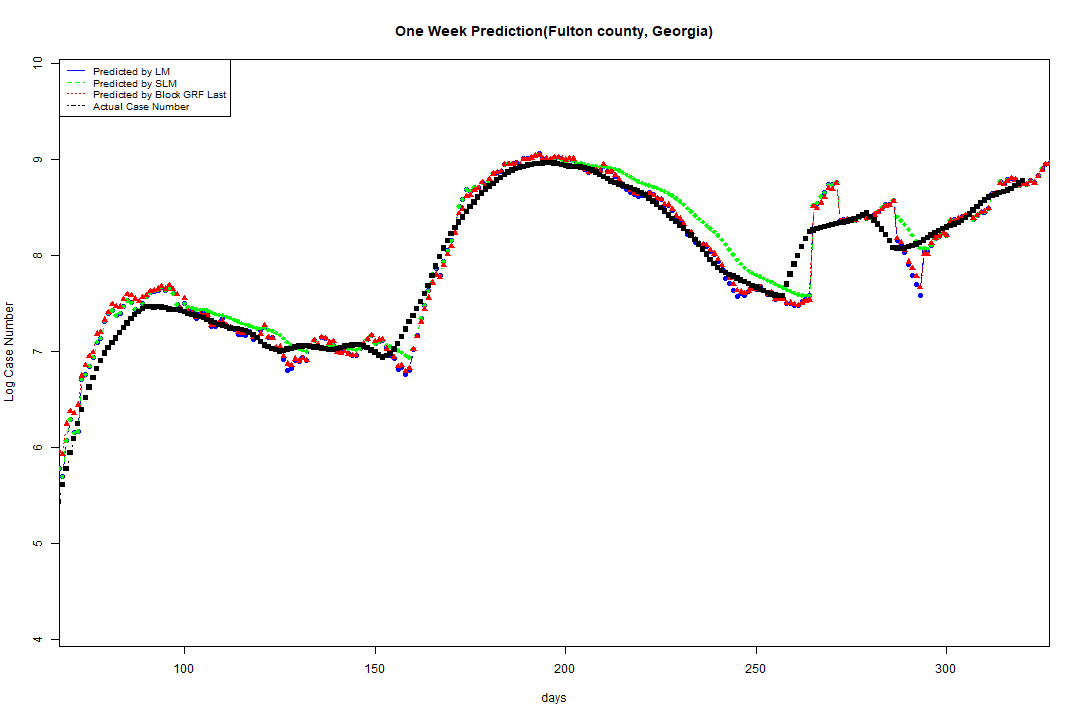 One Week Prediction(Fulton county, Georgia)
Predicted by LM
Predicted by SLM
Predicted by Block GRF Last
Actual Case Number
10
9
8
7
6
5
4
Log Case Number
100 150 200 250 300
days